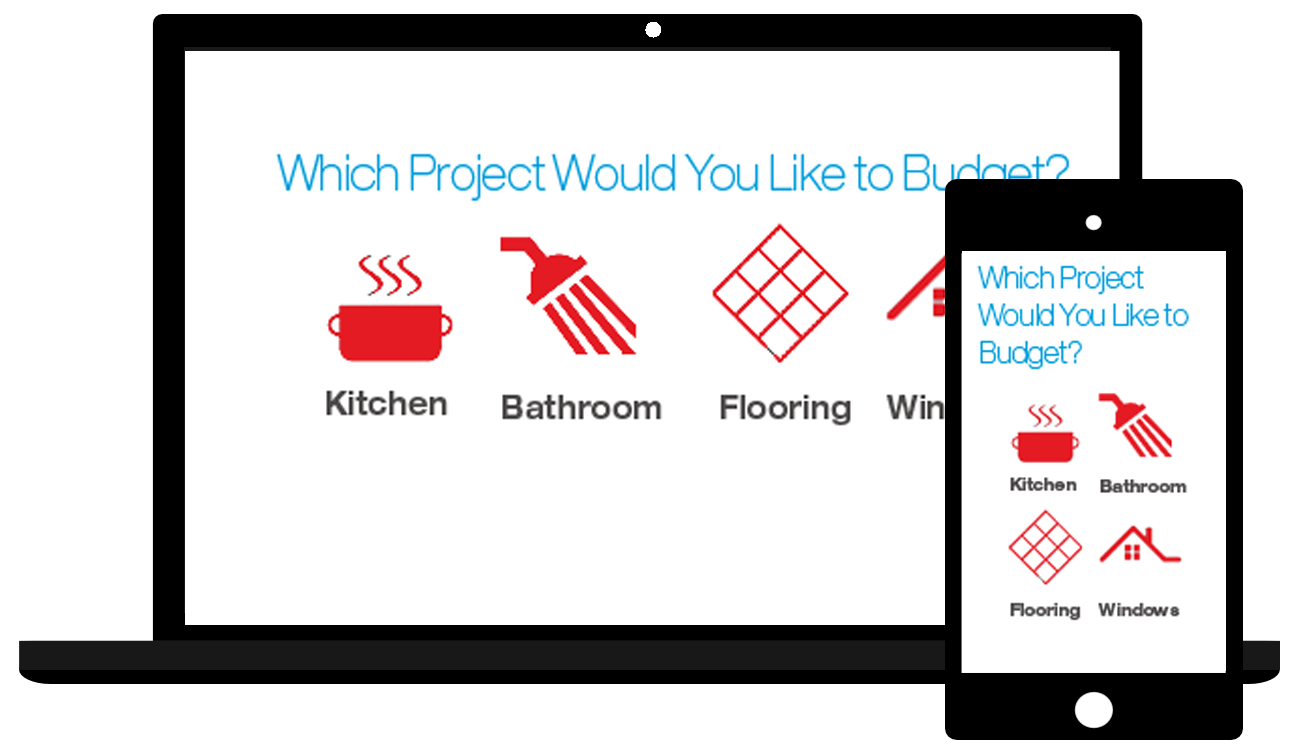 Which Project Would You Like to Budget?
Kitchen Bathroom Flooring Win
Which Project
Would You Like to
Budget?
Kitchen Bathroom
Flooring Windows